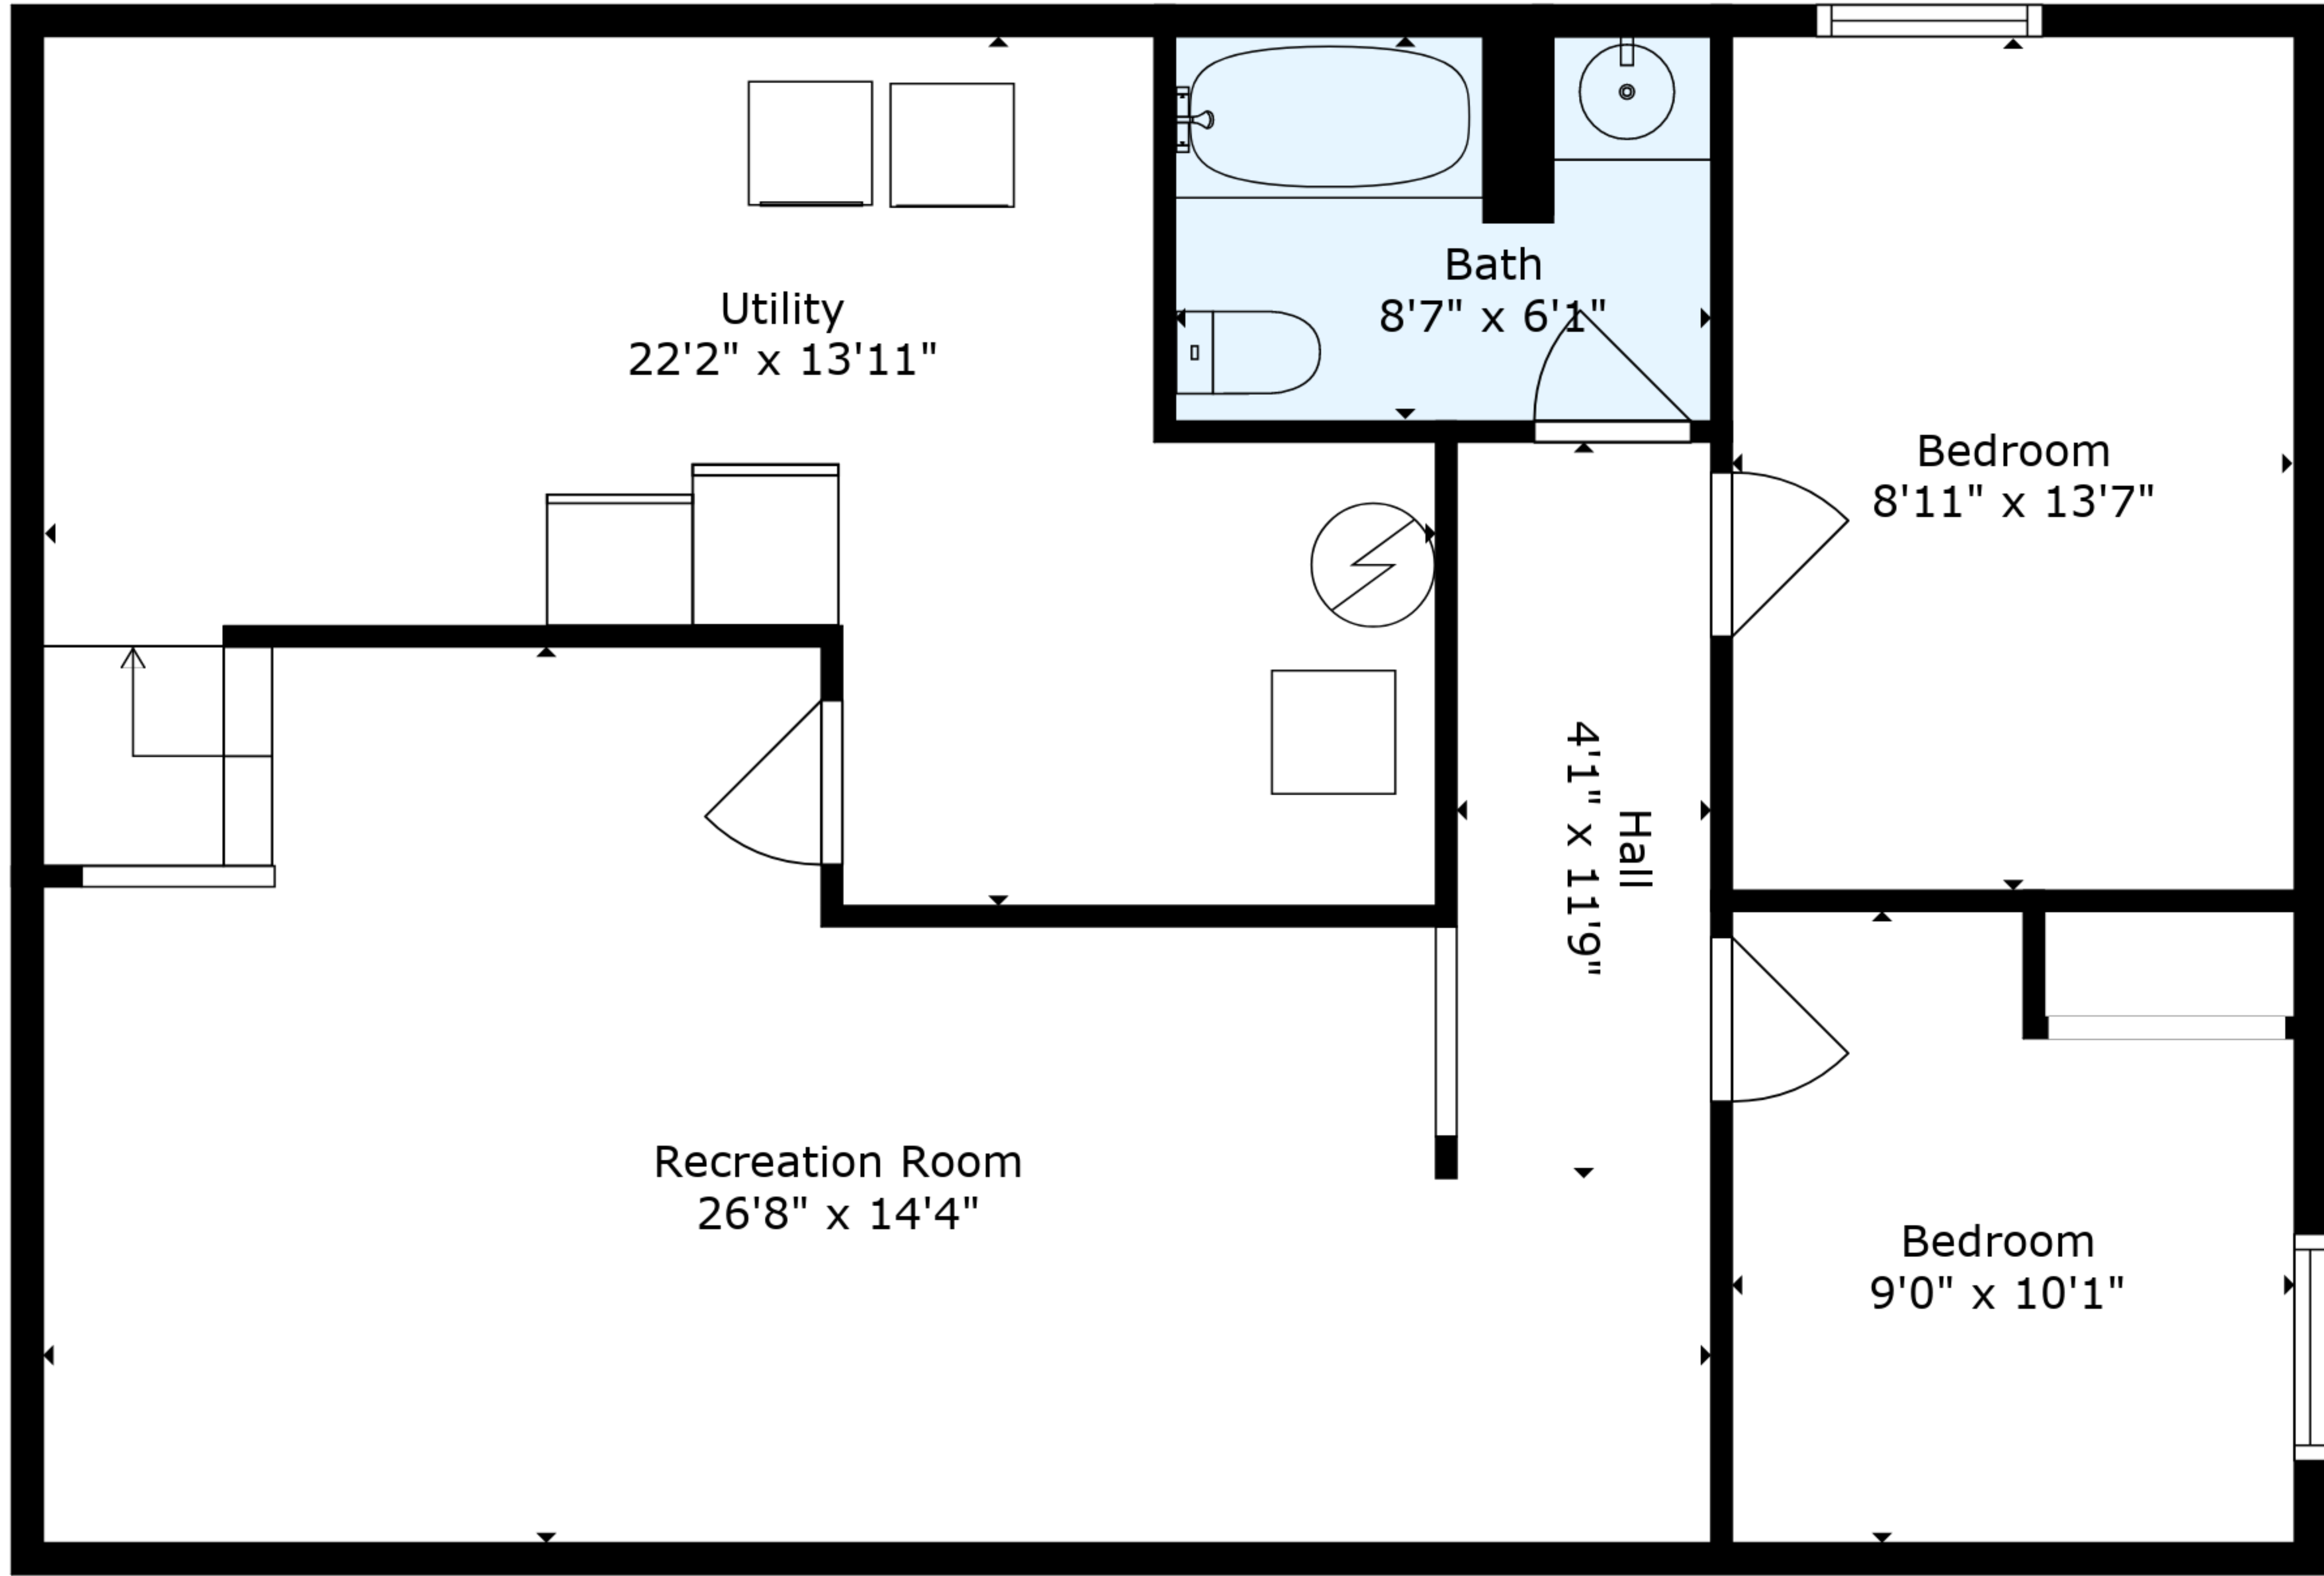 Utility
22'2" x 13'11"
Bath
8'7" x 6'1"
Bedroom
8'11" x 13'7"
Hall
4'1" x 11'9"
Recreation Room
26'8" x 14'4"
Bedroom
9'0" x 10'1"